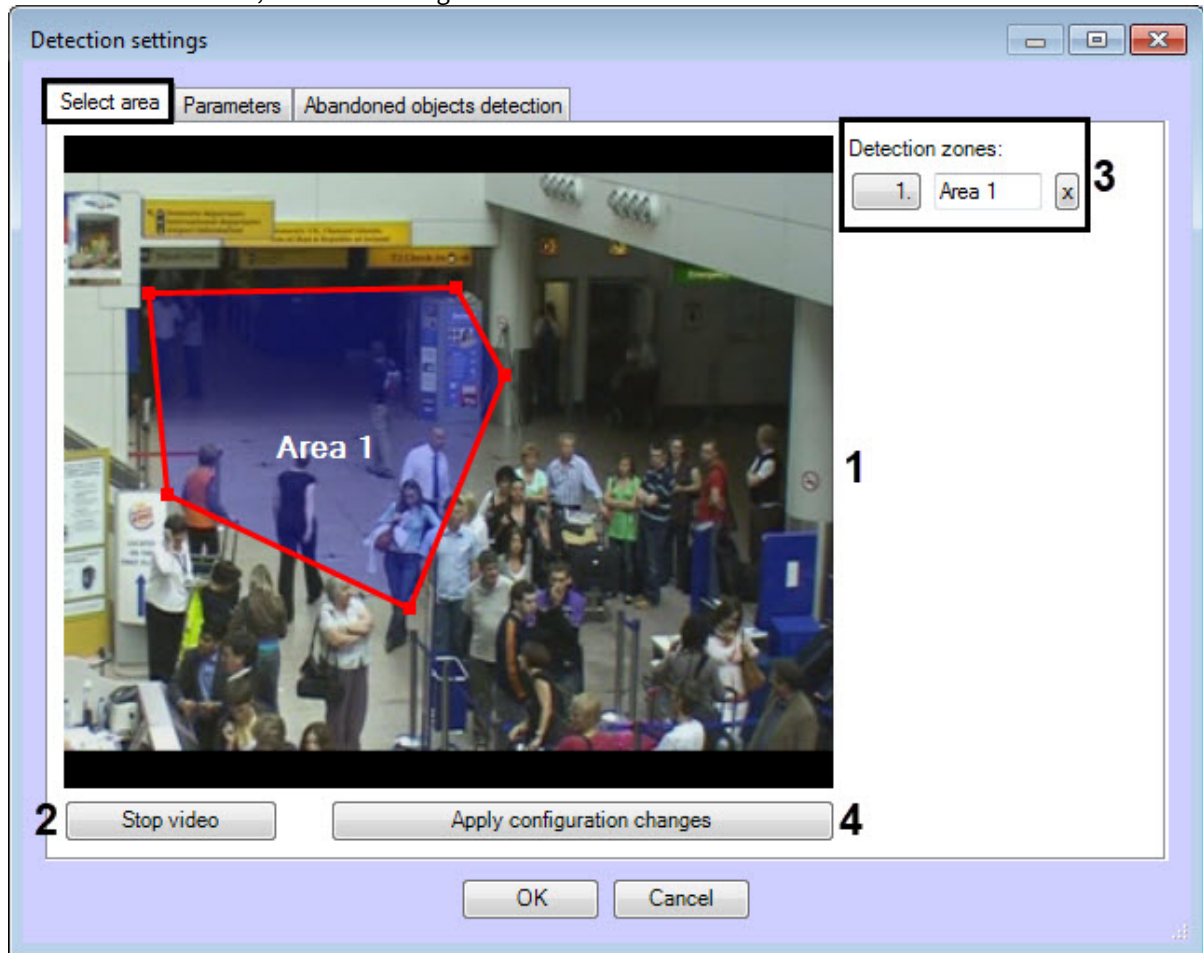 Detection settings
Select area
Parameters
Abandoned objects detection
Detection zones:
1.
Area 1
x
3
Area 1
1
2
Stop video
Apply configuration changes
4
OK
Cancel